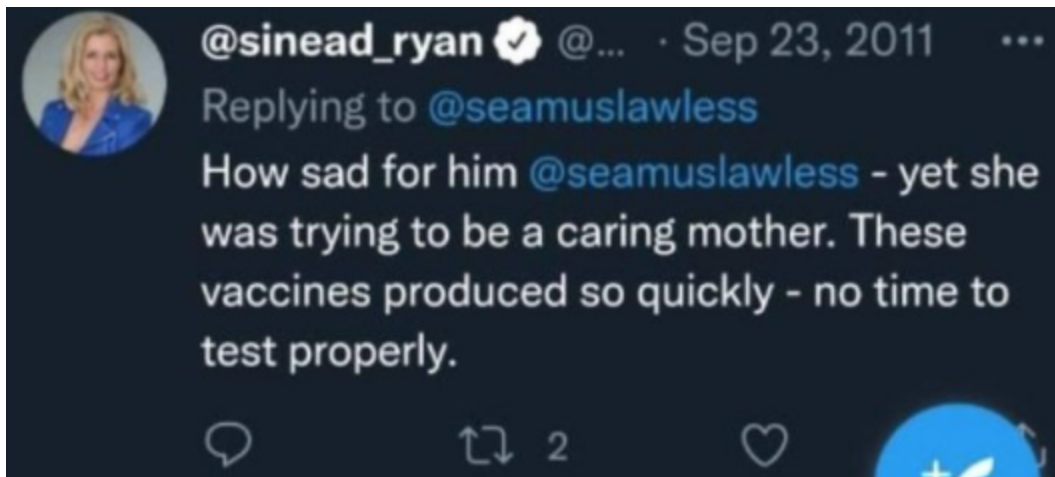 @sinead_ryan @... · Sep 23, 2011 ...
Replying to @seamuslawless
How sad for him @seamuslawless - yet she
was trying to be a caring mother. These
vaccines produced so quickly - no time to
test properly.
2